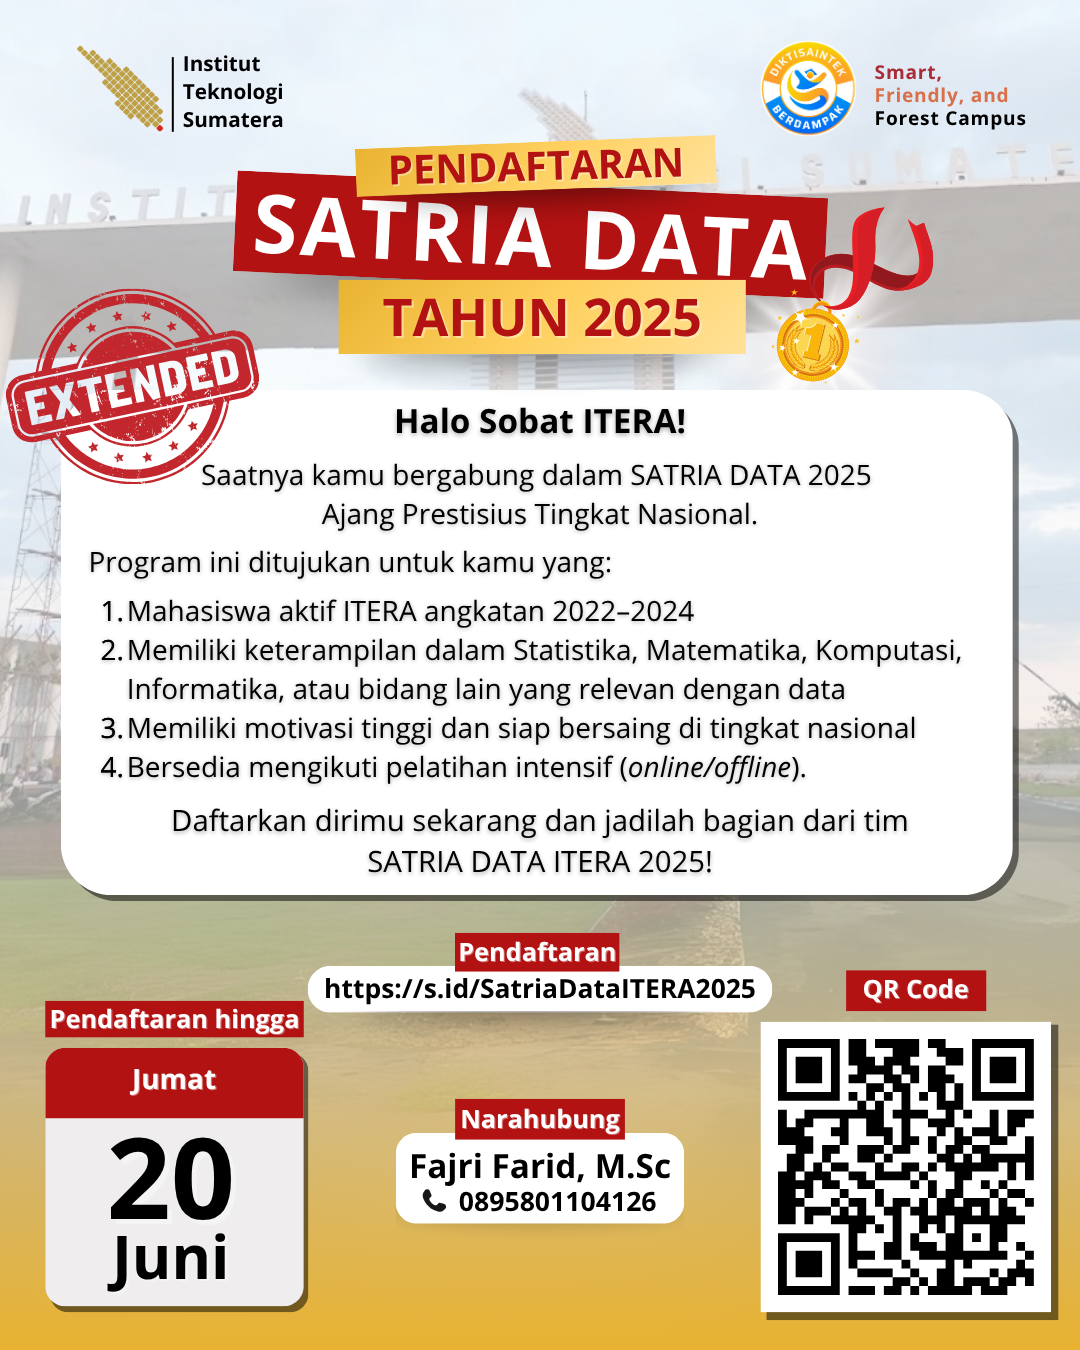 Institut
Teknologi
Sumatera
DIKTISAINTEK
BERDAMPAK
Smart,
Friendly, and
Forest Campus
PENDAFTARAN
SATRIA DATA
TAHUN 2025
1
EXTENDED
Halo Sobat ITERA!
Saatnya kamu bergabung dalam SATRIA DATA 2025
Ajang Prestisius Tingkat Nasional.
Program ini ditujukan untuk kamu yang:
1. Mahasiswa aktif ITERA angkatan 2022–2024
2. Memiliki keterampilan dalam Statistika, Matematika, Komputasi,
Informatika, atau bidang lain yang relevan dengan data
3. Memiliki motivasi tinggi dan siap bersaing di tingkat nasional
4. Bersedia mengikuti pelatihan intensif (online/offline).
Daftarkan dirimu sekarang dan jadilah bagian dari tim
SATRIA DATA ITERA 2025!
Pendaftaran
https://s.id/SatriaDataITERA2025
QR Code
Pendaftaran hingga
Jumat
20
Juni
Narahubung
Fajri Farid, M.Sc
0895801104126